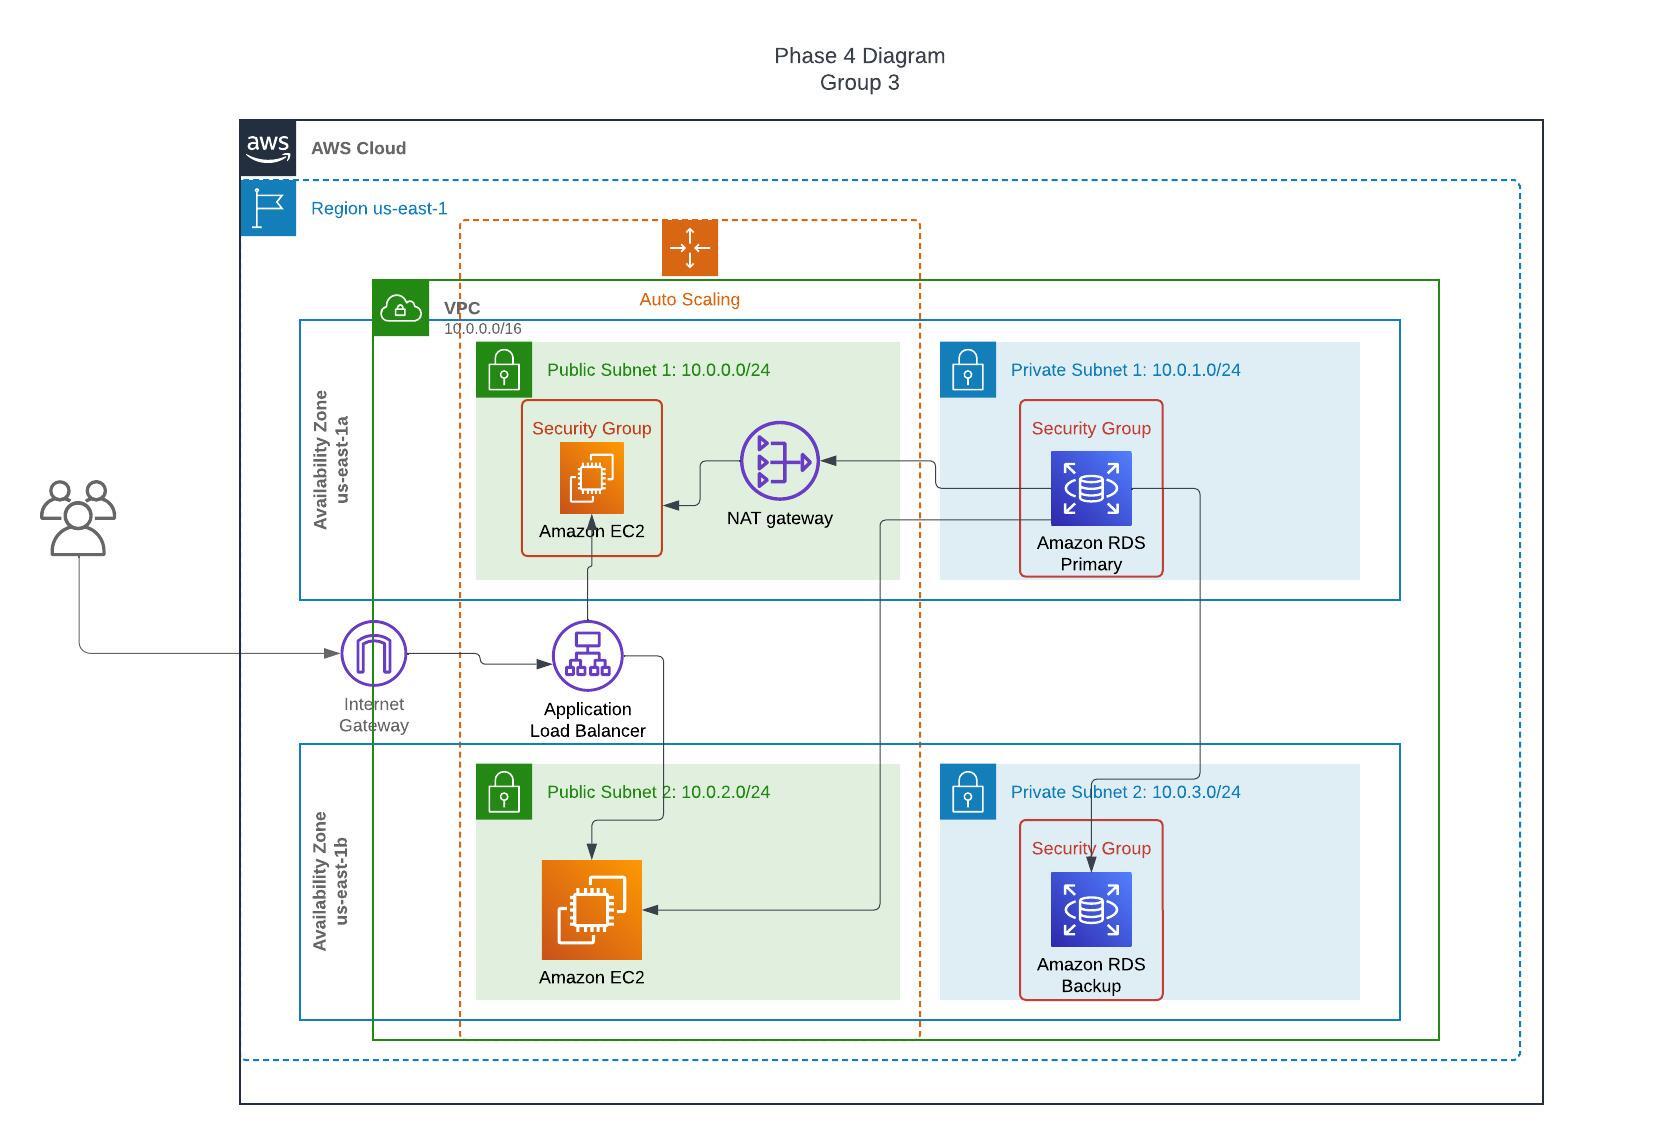 Phase 4 Diagram
Group 3
aws
AWS Cloud
Region us-east-1
Auto Scaling
VPC
10.0.0.0/16
Availability Zone
us-east-1a
Public Subnet 1: 10.0.0.0/24
Private Subnet 1: 10.0.1.0/24
Security Group
Amazon EC2
NAT gateway
Security Group
Amazon RDS
Primary
Internet
Gateway
Application
Load Balancer
Availability Zone
us-east-1b
Public Subnet 2: 10.0.2.0/24
Private Subnet 2: 10.0.3.0/24
Amazon EC2
Security Group
Amazon RDS
Backup